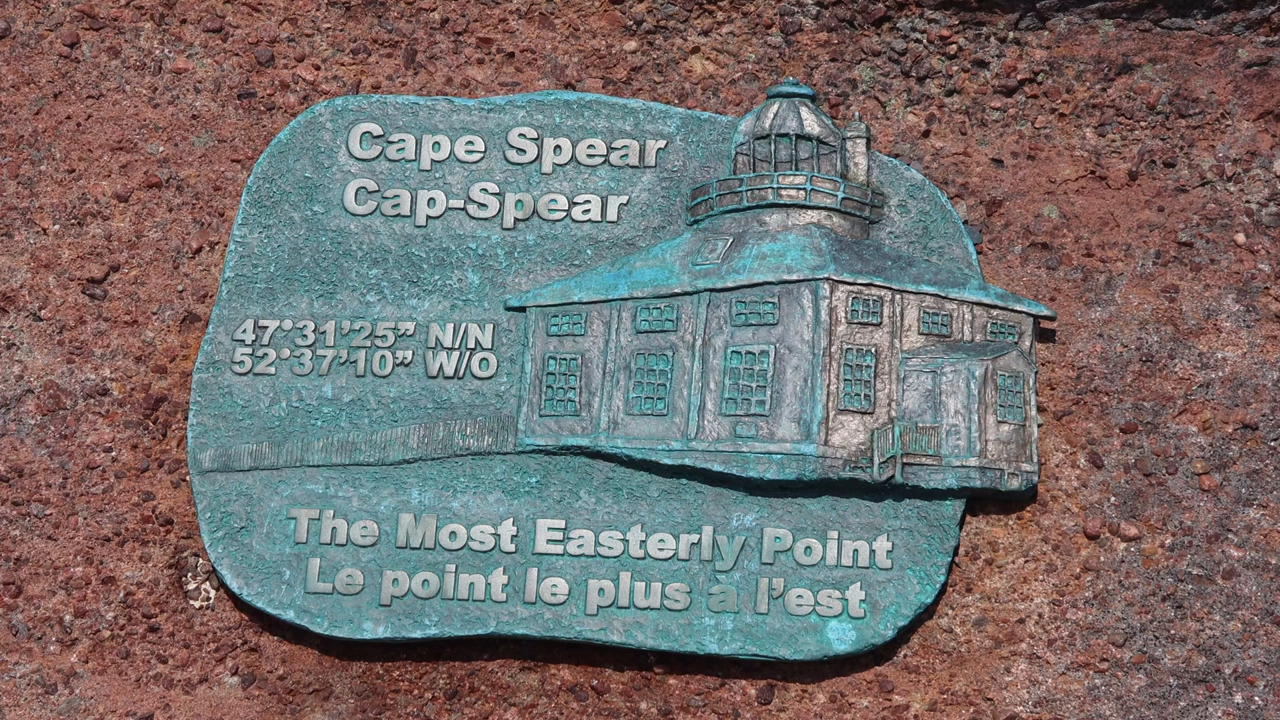 Cape Spear
Cap-Spear
47°31’25” N/N
52°37’10” W/O
The Most Easterly Point
Le point le plus à l’est